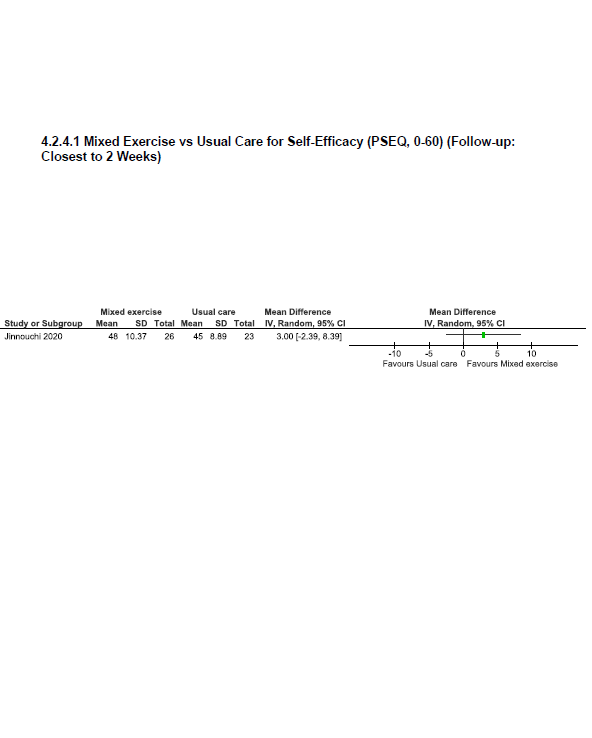 4.2.4.1 Mixed Exercise vs Usual Care for Self-Efficacy (PSEQ, 0-60) (Follow-up:
Closest to 2 Weeks)
Mixed exercise Usual care Mean Difference Mean Difference
Study or Subgroup Mean SD Total Mean SD Total IV, Random, 95% CI IV, Random, 95% CI
Jinnouchi 2020 48 10.37 26 45 8.89 23 3.00 [-2.39, 8.39]
-10 -5 0 5 10
Favours Usual care Favours Mixed exercise